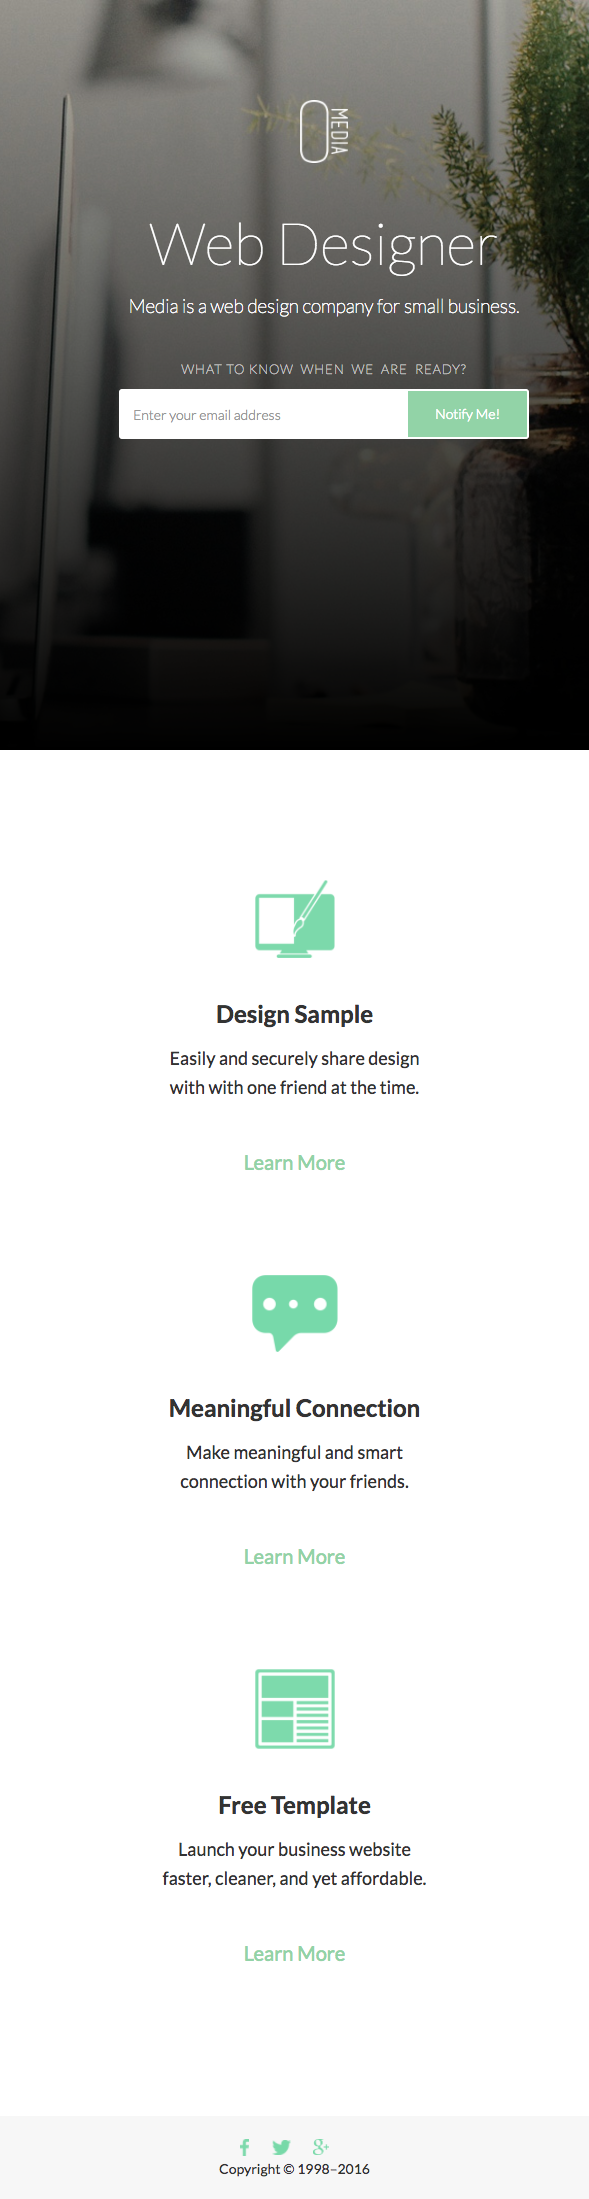 MEDIA
Web Designer
Media is a web design company for small business.
WHAT TO KNOW WHEN WE ARE READY?
Enter your email address
Notify Me!
Design Sample
Easily and securely share design
with with one friend at the time.
Learn More
Meaningful Connection
Make meaningful and smart
connection with your friends.
Learn More
Free Template
Launch your business website
faster, cleaner, and yet affordable.
Learn More
Copyright © 1998–2016